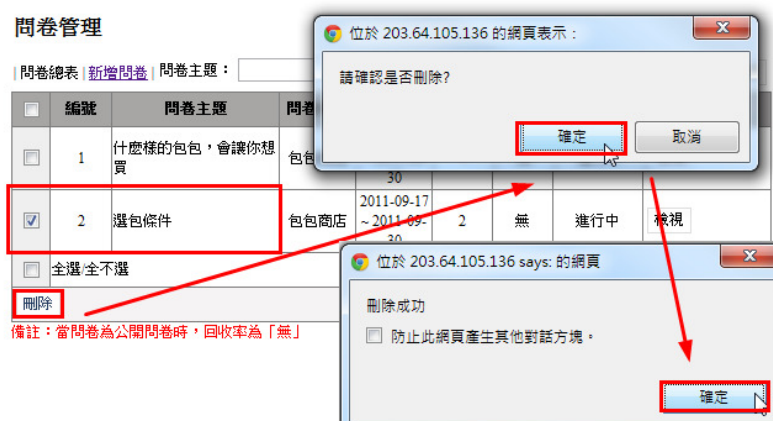 問卷管理
|問卷總表|新增問卷|問卷主題：
編號 問卷主題 問卷
1 什麼樣的包包，會讓你想買 包包
30
2 選包條件 包包商店 2011-09-17 ~ 2011-09-30 2 無 進行中 檢視
全選/全不選
刪除
備註：當問卷為公開問卷時，回收率為「無」
位於 203.64.105.136 的網頁表示：
請確認是否刪除?
確定 取消
位於 203.64.105.136 says: 的網頁
刪除成功
防止此網頁產生其他對話方塊。
確定